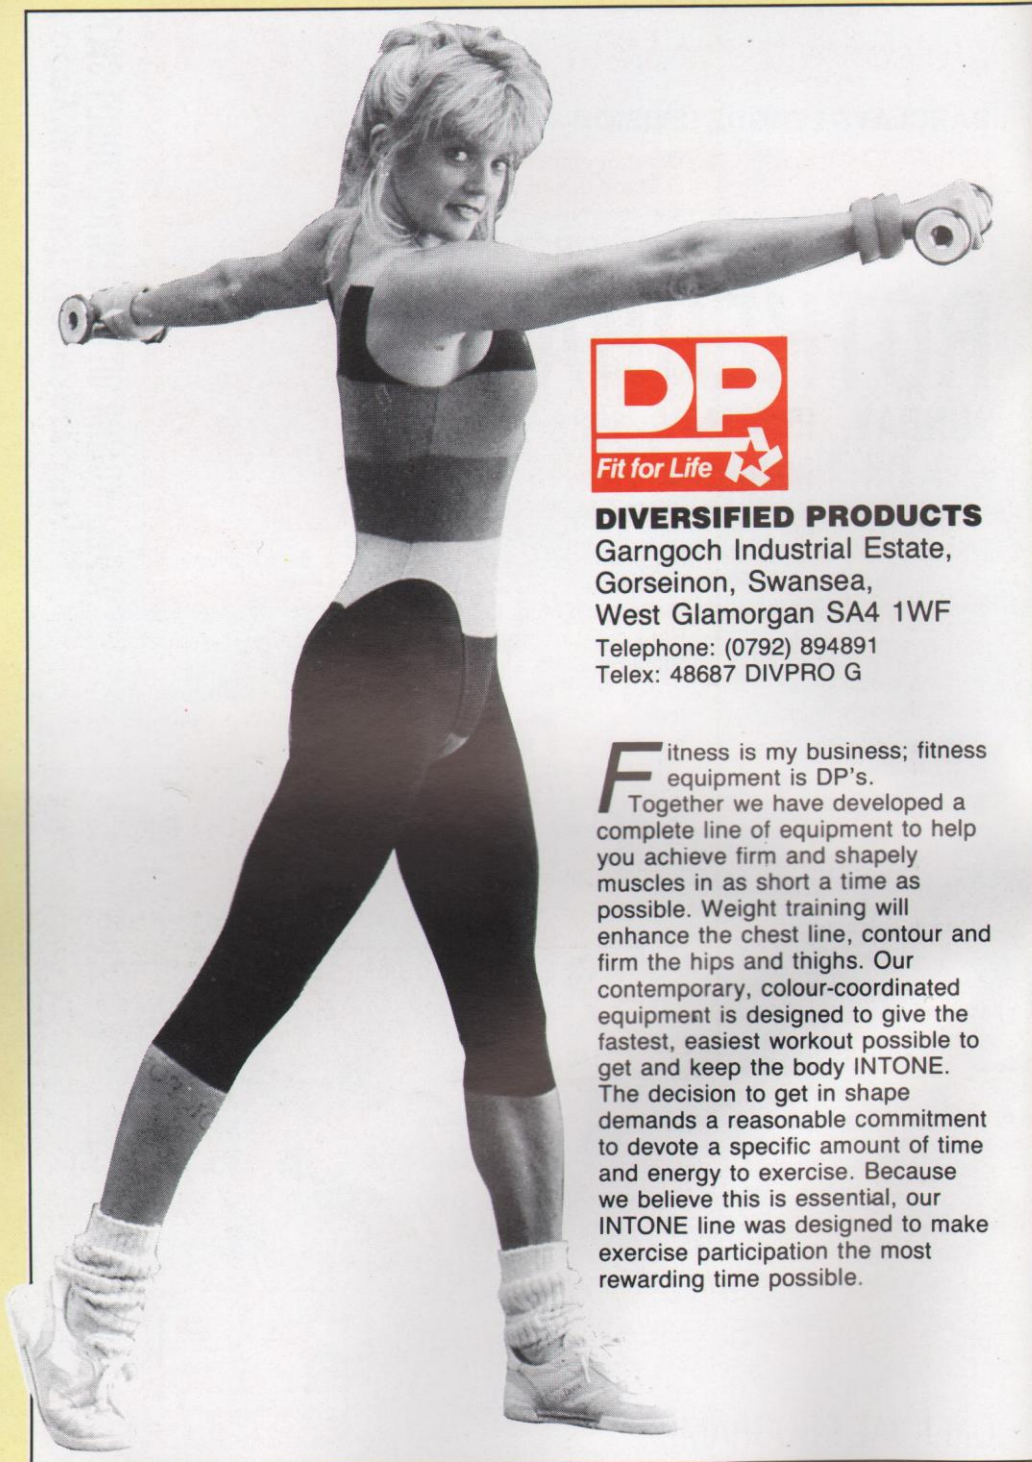 DP
Fit for Life
DIVERSIFIED PRODUCTS
Garngoch Industrial Estate,
Gorseinon, Swansea,
West Glamorgan SA4 1WF
Telephone: (0792) 894891
Telex: 48687 DIVPRO G
Fitness is my business; fitness
equipment is DP's.
Together we have developed a
complete line of equipment to help
you achieve firm and shapely
muscles in as short a time as
possible. Weight training will
enhance the chest line, contour and
firm the hips and thighs. Our
contemporary, colour-coordinated
equipment is designed to give the
fastest, easiest workout possible to
get and keep the body INTONE.
The decision to get in shape
demands a reasonable commitment
to devote a specific amount of time
and energy to exercise. Because
we believe this is essential, our
INTONE line was designed to make
exercise participation the most
rewarding time possible.